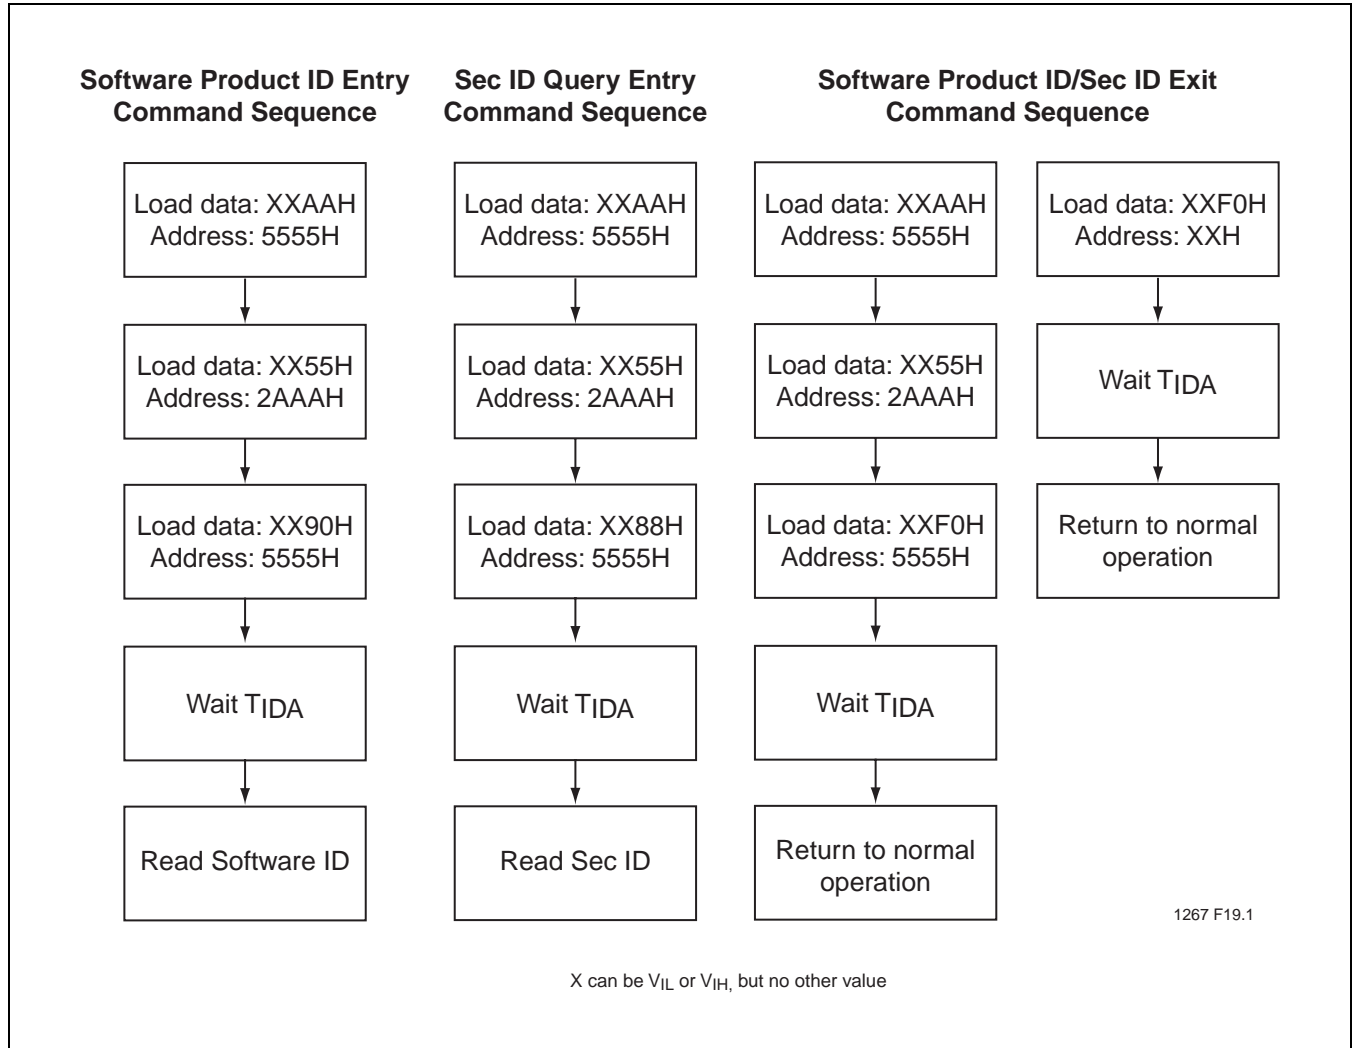 Software Product ID Entry
Command Sequence
Load data: XXAAH
Address: 5555H
Load data: XX55H
Address: 2AAAH
Load data: XX90H
Address: 5555H
Wait TIDA
Read Software ID
Sec ID Query Entry
Command Sequence
Load data: XXAAH
Address: 5555H
Load data: XX55H
Address: 2AAAH
Load data: XX88H
Address: 5555H
Wait TIDA
Read Sec ID
Software Product ID/Sec ID Exit
Command Sequence
Load data: XXAAH
Address: 5555H
Load data: XX55H
Address: 2AAAH
Load data: XXF0H
Address: 5555H
Wait TIDA
Return to normal
operation
Load data: XXF0H
Address: XXH
Wait TIDA
Return to normal
operation
1267 F19.1
X can be VIL or VIH, but no other value